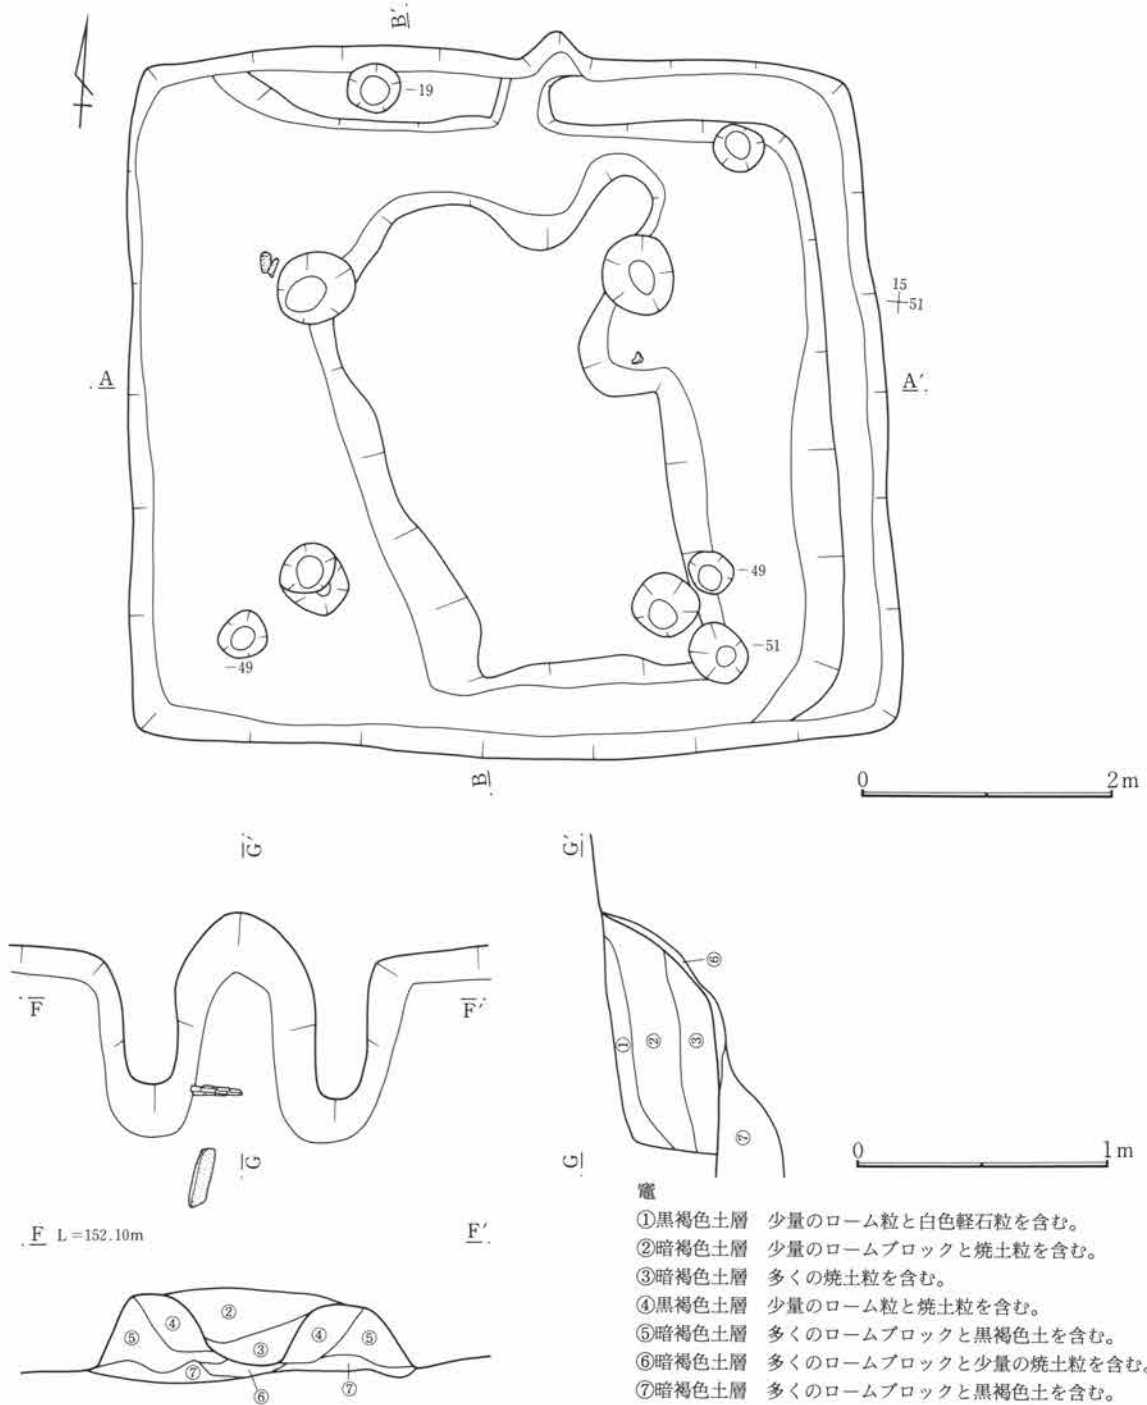 B′
−19
15
51
A
A′
−49
−51
−49
B
0 2m
G′
G′
F
F′
G
G
⑥
① ② ③
⑦
0 1m
F L=152.10m F′
② ④ ④ ⑤ ③ ⑤ ⑦ ⑥ ⑦
竈
①黒褐色土層 少量のローム粒と白色軽石粒を含む。
②暗褐色土層 少量のロームブロックと焼土粒を含む。
③暗褐色土層 多くの焼土粒を含む。
④黒褐色土層 少量のローム粒と焼土粒を含む。
⑤暗褐色土層 多くのロームブロックと黒褐色土を含む。
⑥暗褐色土層 多くのロームブロックと少量の焼土粒を含む。
⑦暗褐色土層 多くのロームブロックと黒褐色土を含む。